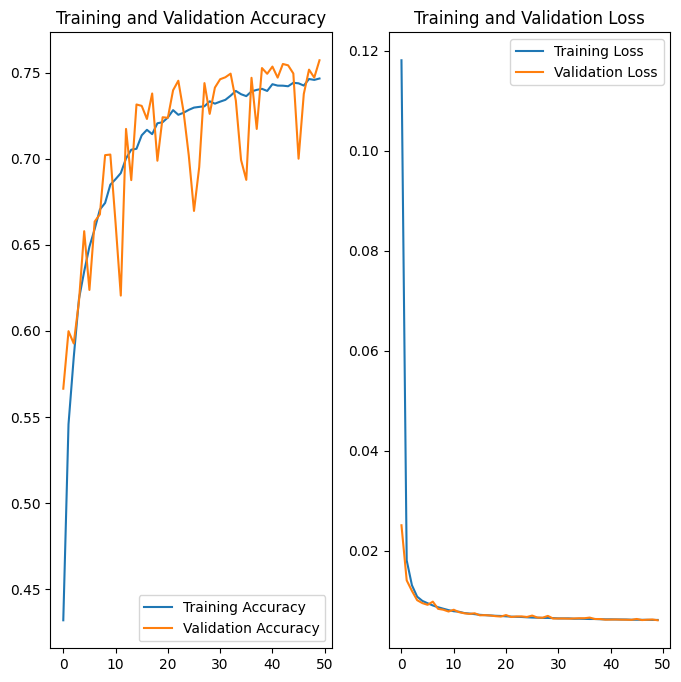 Training and Validation Accuracy
0.75
0.70
0.65
0.60
0.55
0.50
0.45
Training Accuracy
Validation Accuracy
0 10 20 30 40 50
Training and Validation Loss
0.12
0.10
0.08
0.06
0.04
0.02
Training Loss
Validation Loss
0 10 20 30 40 50